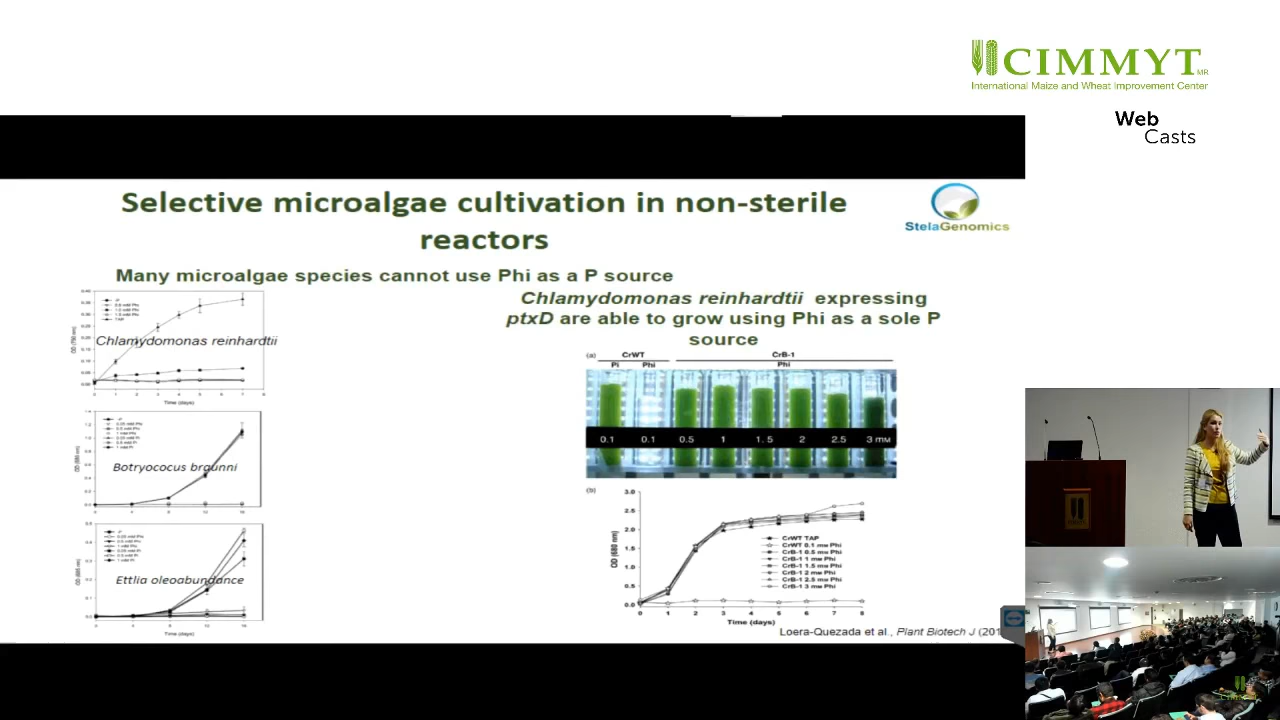 CIMMYT MR
International Maize and Wheat Improvement Center
Web
Casts
Selective microalgae cultivation in non-sterile
reactors
StelaGenomics
Many microalgae species cannot use Phi as a P source
Chlamydomonas reinhardtii
Time (days)
Botryococus braunni
Ettlia oleoabundance
Time (days)
Chlamydomonas reinhardtii expressing
ptxD are able to grow using Phi as a sole P
source
(a)
CrWT
CrB-1
Pi
Phi
Phi
0.1
0.1
0.5
1
1.5
2
2.5
3 mM
(b)
OD (680 nm)
3.0
2.5
2.0
1.5
1.0
0.5
0.0
CrWT TAP
CrWT 0.1 mM Phi
CrB-1 0.5 mM Phi
CrB-1 1 mM Phi
CrB-1 1.5 mM Phi
CrB-1 2 mM Phi
CrB-1 2.5 mM Phi
CrB-1 3 mM Phi
0 1 2 3 4 5 6 7 8
Time (days)
Loera-Quezada et al., Plant Biotech J (201